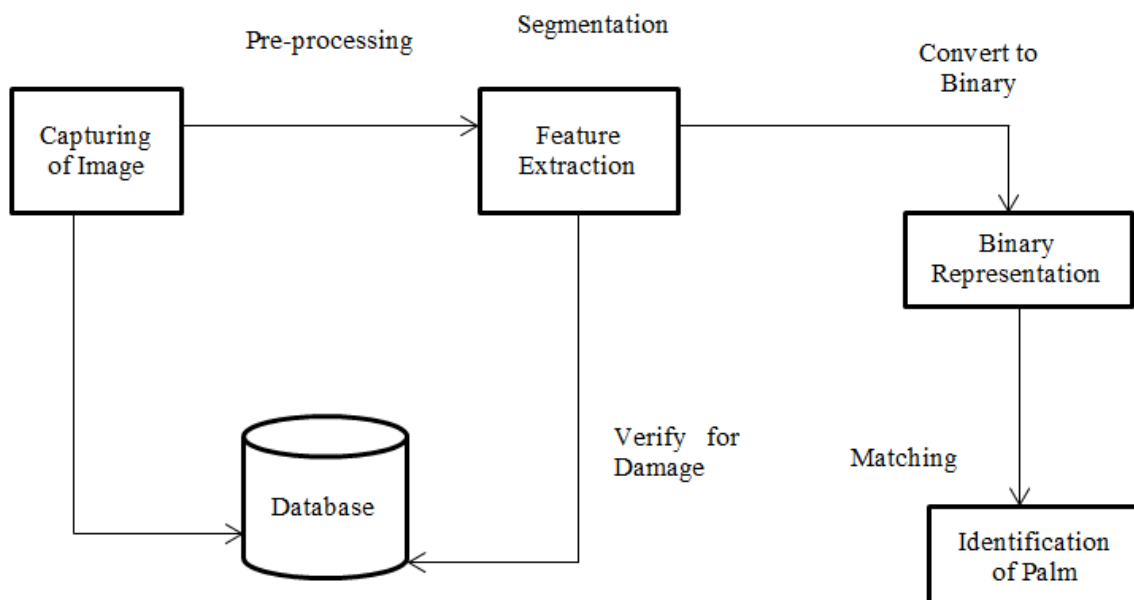 Pre-processing
Segmentation
Convert to
Binary
Capturing
of Image
Feature
Extraction
Binary
Representation
Verify for
Damage
Matching
Database
Identification
of Palm